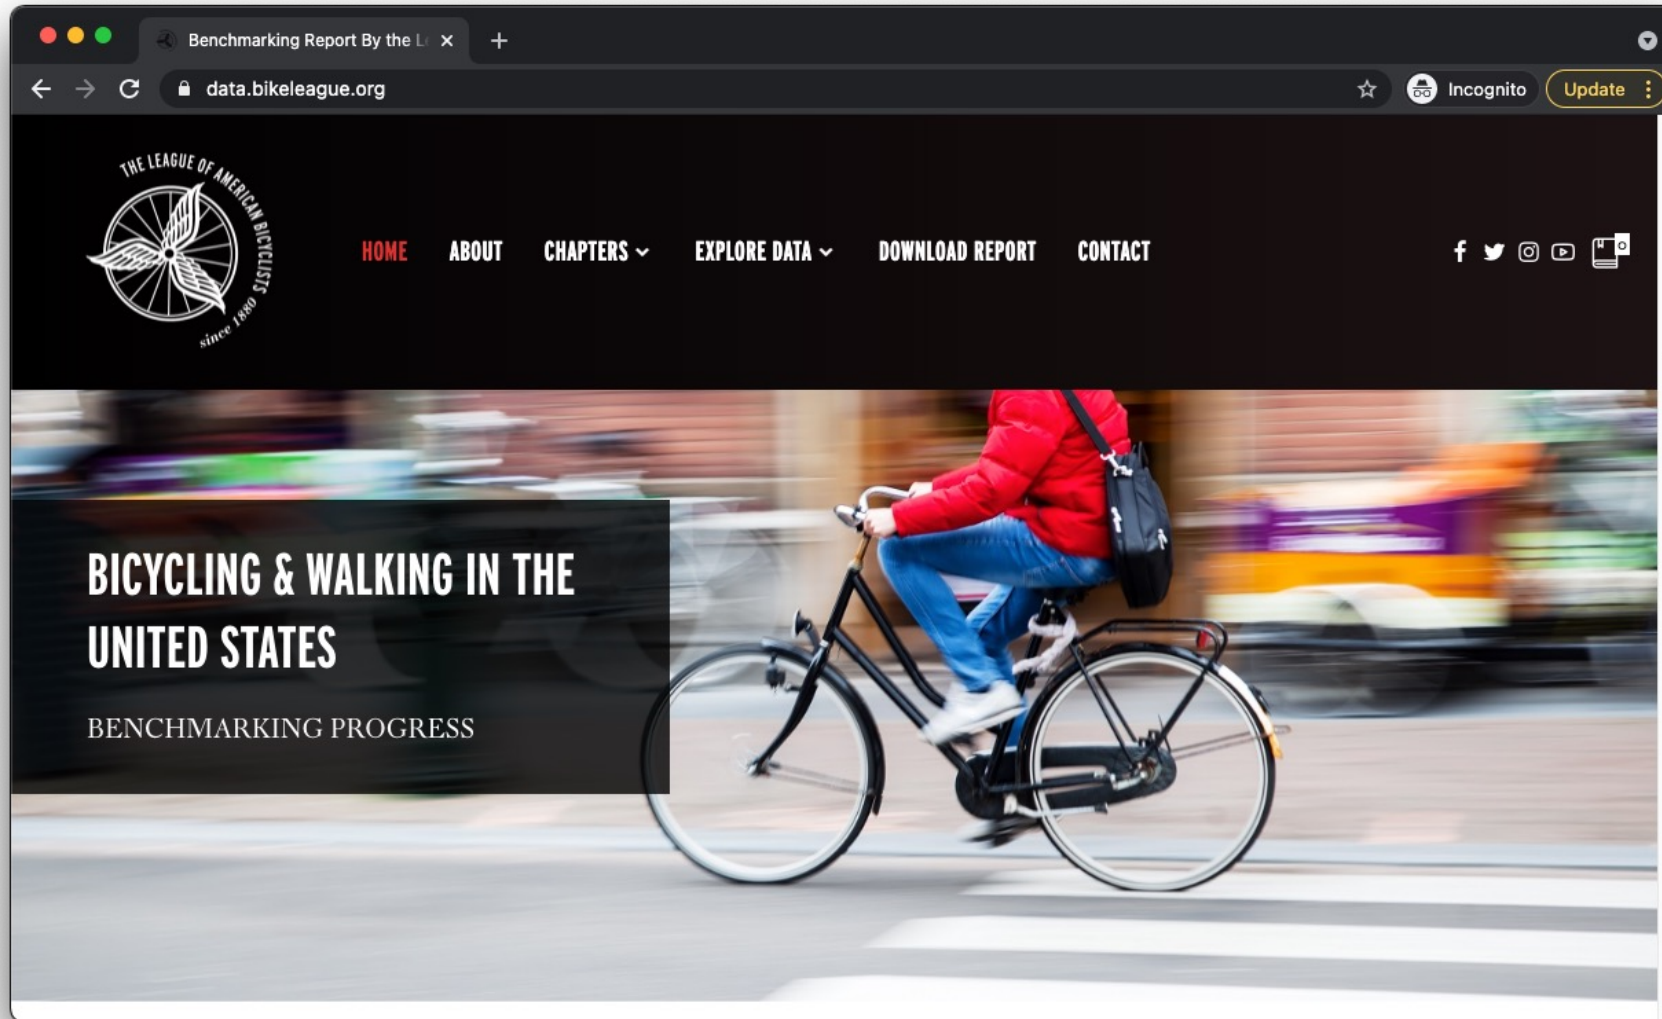 Benchmarking Report By the L
data.bikeleague.org
Incognito
Update
THE LEAGUE OF AMERICAN BICYCLISTS
since 1880
HOME ABOUT CHAPTERS EXPLORE DATA DOWNLOAD REPORT CONTACT
0
BICYCLING & WALKING IN THE
UNITED STATES
BENCHMARKING PROGRESS